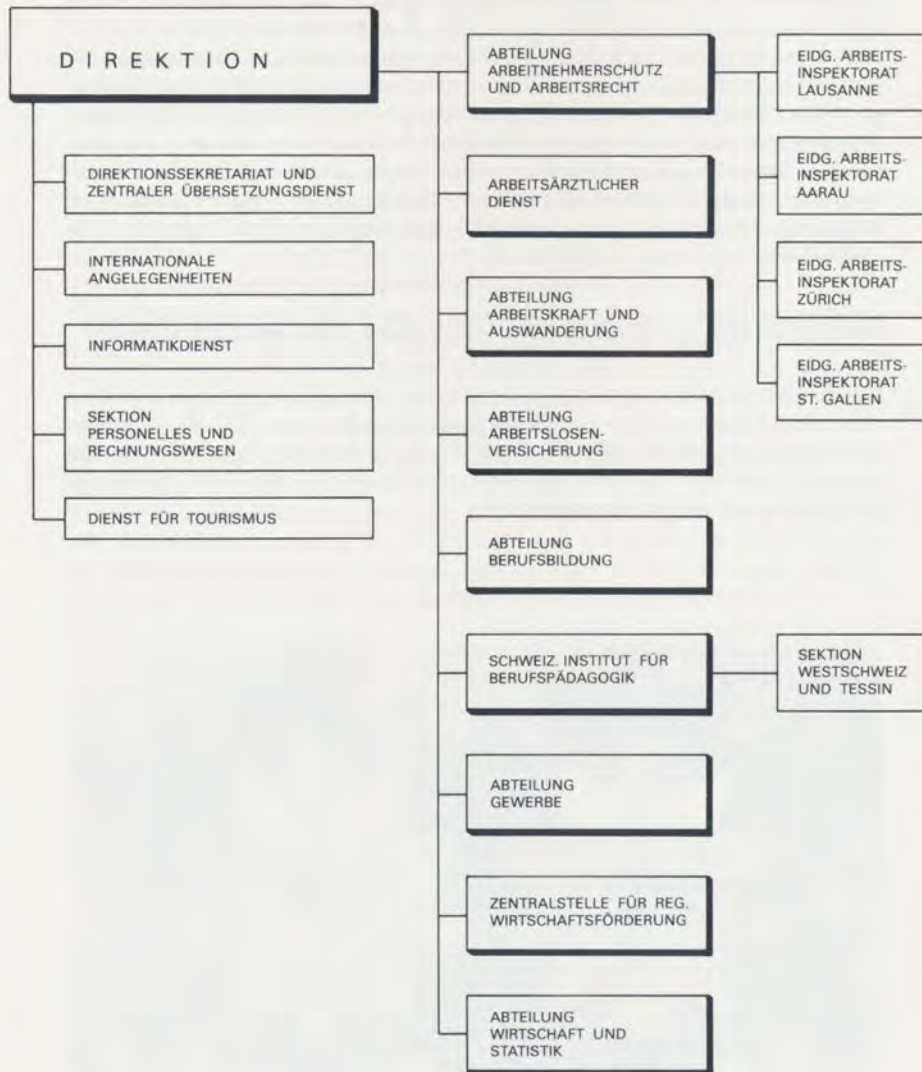 DIREKTION
DIREKTIONSSEKRETARIAT UND
ZENTRALER ÜBERSETZUNGSDIENST
INTERNATIONALE
ANGELEGENHEITEN
INFORMATIKDIENST
SEKTION
PERSONELLES UND
RECHNUNGSWESEN
DIENST FÜR TOURISMUS
ABTEILUNG
ARBEITNEHMERSCHUTZ
UND ARBEITSRECHT
ARBEITSÄRZTLICHER
DIENST
ABTEILUNG
ARBEITSKRAFT UND
AUSWANDERUNG
ABTEILUNG
ARBEITSLOSEN-
VERSICHERUNG
ABTEILUNG
BERUFSBILDUNG
SCHWEIZ. INSTITUT FÜR
BERUFSPÄDAGOGIK
ABTEILUNG
GEWERBE
ZENTRALSTELLE FÜR REG.
WIRTSCHAFTSFÖRDERUNG
ABTEILUNG
WIRTSCHAFT UND
STATISTIK
EIDG. ARBEITS-
INSPEKTORAT
LAUSANNE
EIDG. ARBEITS-
INSPEKTORAT
AARAU
EIDG. ARBEITS-
INSPEKTORAT
ZÜRICH
EIDG. ARBEITS-
INSPEKTORAT
ST. GALLEN
SEKTION
WESTSCHWEIZ
UND TESSIN